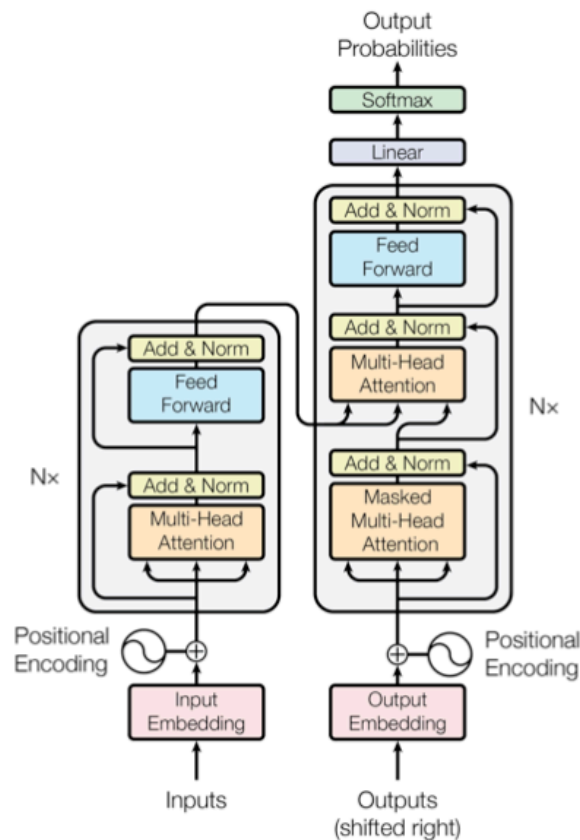 Output
Probabilities
Softmax
Linear
Add & Norm
Feed
Forward
Add & Norm
Multi-Head
Attention
Add & Norm
Masked
Multi-Head
Attention
N×
Positional
Encoding
Output
Embedding
Outputs
(shifted right)
Add & Norm
Feed
Forward
Add & Norm
Multi-Head
Attention
N×
Positional
Encoding
Input
Embedding
Inputs